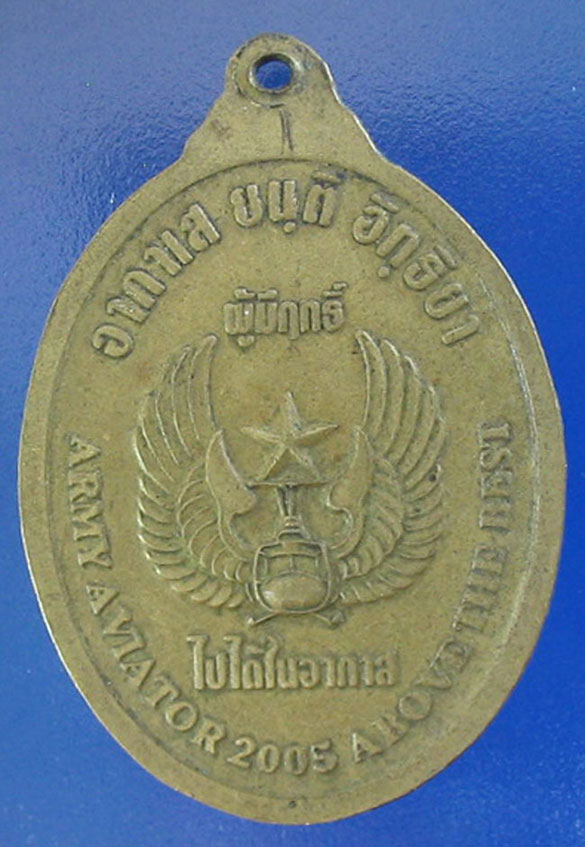 อากาเส ยนฺติ อิทฺธิยา
ผู้มีฤทธิ์
ไปได้ในอากาศ
ARMY AVIATOR 2005 ABOVE THE BEST